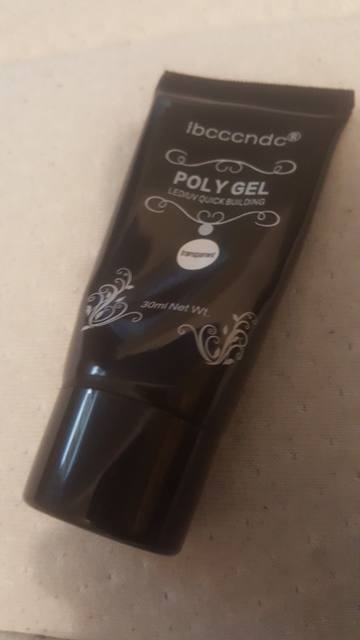 ibcccndc®
POLY GEL
LED/UV QUICK BUILDING
transparent
30ml Net Wt.